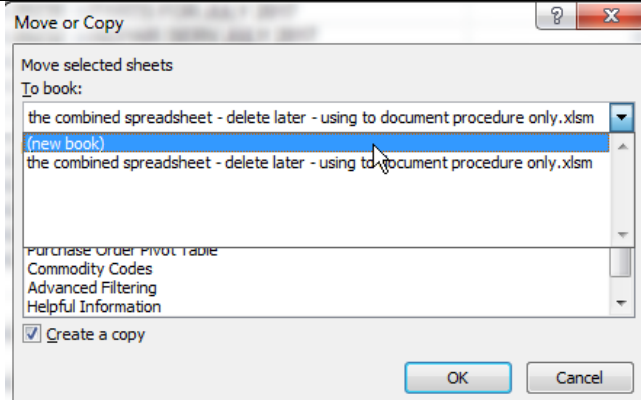 Move or Copy
Move selected sheets
To book:
the combined spreadsheet - delete later - using to document procedure only.xlsm
(new book)
the combined spreadsheet - delete later - using to document procedure only.xlsm
Purchase Order Pivot Table
Commodity Codes
Advanced Filtering
Helpful Information
Create a copy
OK
Cancel